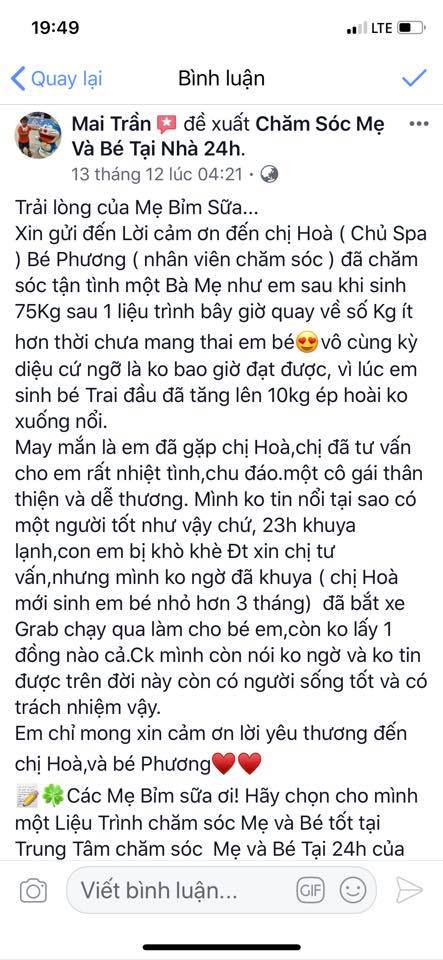 19:49
LTE
Quay lại
Bình luận
Mai Trần đề xuất Chăm Sóc Mẹ
Và Bé Tại Nhà 24h.
13 tháng 12 lúc 04:21 ·
Trải lòng của Mẹ Bỉm Sữa...
Xin gửi đến Lời cảm ơn đến chị Hoà ( Chủ Spa
) Bé Phương ( nhân viên chăm sóc ) đã chăm
sóc tận tình một Bà Mẹ như em sau khi sinh
75Kg sau 1 liệu trình bây giờ quay về số Kg ít
hơn thời chưa mang thai em bé😍vô cùng kỳ
diệu cứ ngỡ là ko bao giờ đạt được, vì lúc em
sinh bé Trai đầu đã tăng lên 10kg ép hoài ko
xuống nổi.
May mắn là em đã gặp chị Hoà,chị đã tư vấn
cho em rất nhiệt tình,chu đáo.một cô gái thân
thiện và dễ thương. Mình ko tin nổi tại sao có
một người tốt như vậy chứ, 23h khuya
lạnh,con em bị khò khè Đt xin chị tư
vấn,nhưng mình ko ngờ đã khuya ( chị Hoà
mới sinh em bé nhỏ hơn 3 tháng)  đã bắt xe
Grab chạy qua làm cho bé em,còn ko lấy 1
đồng nào cả.Ck mình còn nói ko ngờ và ko tin
được trên đời này còn có người sống tốt và có
trách nhiệm vậy.
Em chỉ mong xin cảm ơn lời yêu thương đến
chị Hoà,và bé Phương♥️♥️
📝🍀Các Mẹ Bỉm sữa ơi! Hãy chọn cho mình
một Liệu Trình chăm sóc Mẹ và Bé tốt tại
Trung Tâm chăm sóc  Mẹ và Bé Tại 24h của
Viết bình luận...
GIF